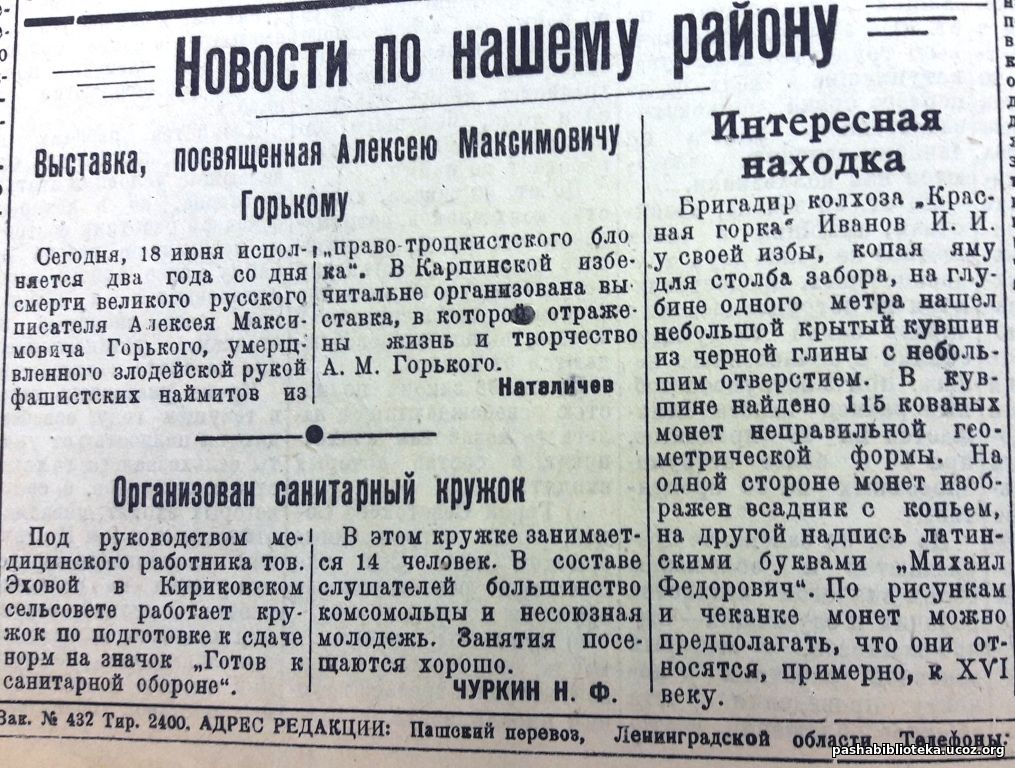 Новости по нашему району
Выставка, посвященная Алексею Максимовичу
Горькому
Сегодня, 18 июня испол-
няется два года со дня
смерти великого русского
писателя Алексея Макси-
мовича Горького, умерщ-
вленного злодейской рукой
фашистских наймитов из
„право-троцкистского бло
ка“. В Карпинской избе-
читальне организована вы-
ставка, в которой отраже-
ны жизнь и творчество
А. М. Горького.
Наталичев
Организован санитарный кружок
Под руководством ме-
дицинского работника тов.
Эховой в Кириковском
сельсовете работает кру-
жок по подготовке к сдаче
норм на значок „Готов к
санитарной обороне“.
В этом кружке занимает-
ся 14 человек. В составе
слушателей большинство
комсомольцы и несоюзная
молодежь. Занятия посе-
щаются хорошо.
ЧУРКИН Н. Ф.
Интересная
находка
Бригадир колхоза „Крас-
ная горка“ Иванов И. И.
у своей избы, копая яму
для столба забора, на глу-
бине одного метра нашел
небольшой крытый кувшин
из черной глины с неболь-
шим отверстием. В кув-
шине найдено 115 кованых
монет неправильной гео-
метрической формы. На
одной стороне монет изоб-
ражен всадник с копьем,
на другой надпись латин-
скими буквами „Михаил
Федорович“. По рисункам
и чеканке монет можно
предполагать, что они от-
носятся, примерно, к XVI
веку.
Зак. № 432 Тир. 2400. АДРЕС РЕДАКЦИИ: Пашский перевоз, Ленинградской области Телефоны:
pashabiblioteka.ucoz.org